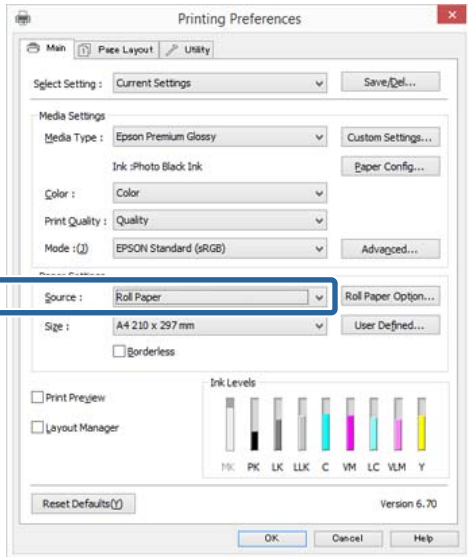 Printing Preferences
Main Page Layout Utility
Select Setting : Current Settings Save/Del...
Media Settings
Media Type : Epson Premium Glossy Custom Settings...
Ink :Photo Black Ink Paper Config...
Color : Color
Print Quality : Quality
Mode :(J) EPSON Standard (sRGB) Advanced...
Paper Settings
Source : Roll Paper Roll Paper Option...
Size : A4 210 x 297 mm User Defined...
Borderless
Ink Levels
Print Preview
Layout Manager
MK PK LK LLK C VM LC VLM Y
Reset Defaults(Y) Version 6.70
OK Cancel Help